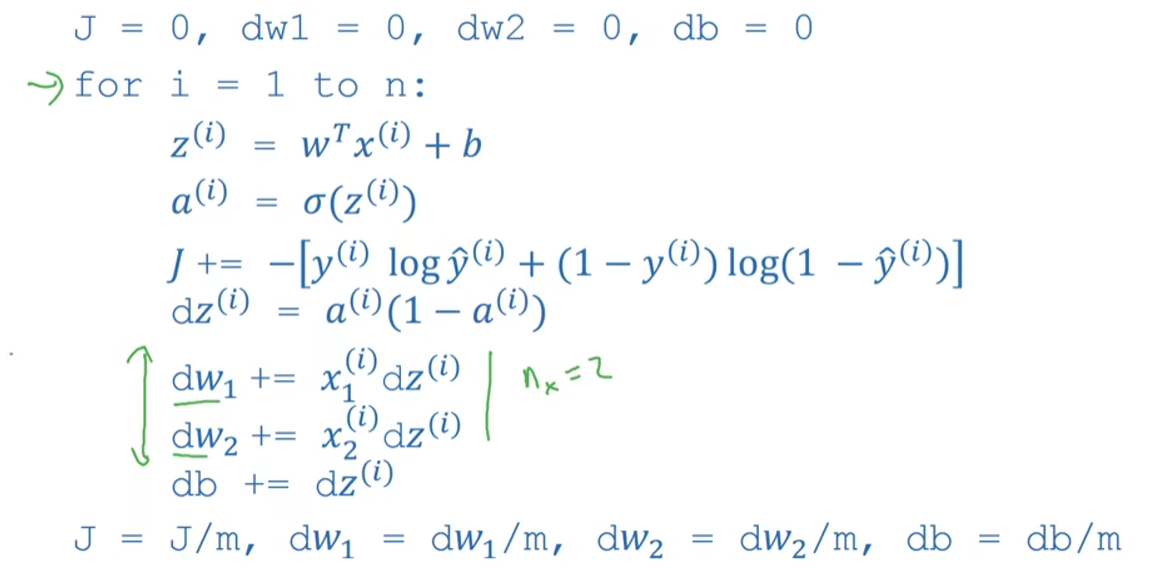 J = 0, dw1 = 0, dw2 = 0, db = 0
→ for i = 1 to n:
z⁽ⁱ⁾ = wᵀx⁽ⁱ⁾ + b
a⁽ⁱ⁾ = σ(z⁽ⁱ⁾)
J += −[y⁽ⁱ⁾ log ŷ⁽ⁱ⁾ + (1 − y⁽ⁱ⁾) log(1 − ŷ⁽ⁱ⁾)]
dz⁽ⁱ⁾ = a⁽ⁱ⁾(1 − a⁽ⁱ⁾)
dw₁ += x₁⁽ⁱ⁾dz⁽ⁱ⁾ | nₓ = 2
dw₂ += x₂⁽ⁱ⁾dz⁽ⁱ⁾
db += dz⁽ⁱ⁾
J = J/m, dw₁ = dw₁/m, dw₂ = dw₂/m, db = db/m